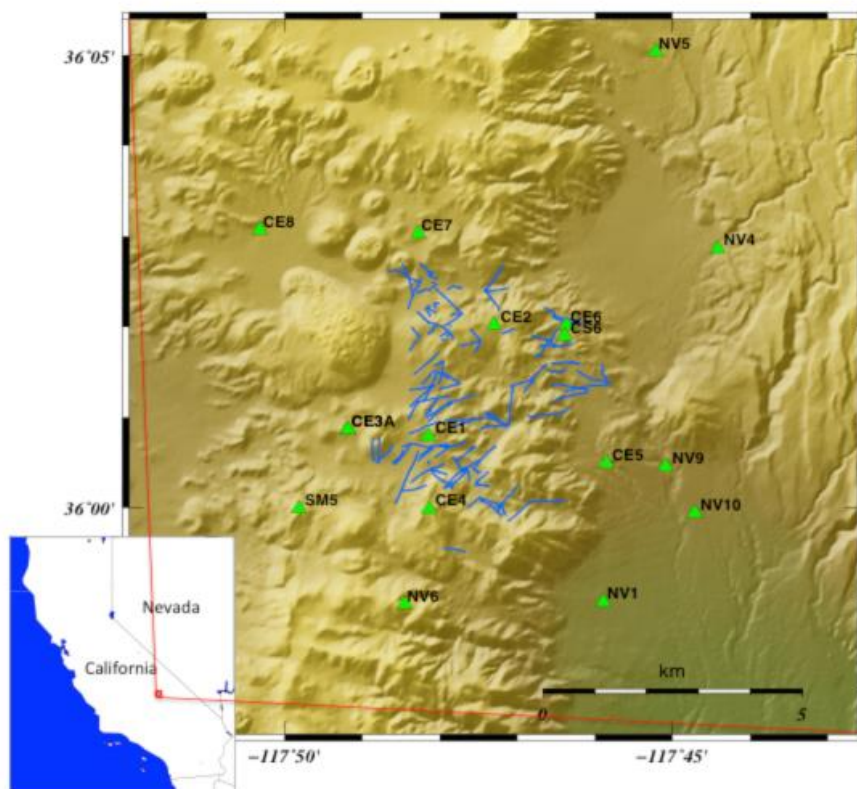 36˚05'
NV5
CE8
CE7
NV4
CE2
CE6
CS6
CE3A
CE1
CE5
NV9
36˚00'
SM5
CE4
NV10
NV6
NV1
Nevada
California
km
0
5
−117˚50'
−117˚45'